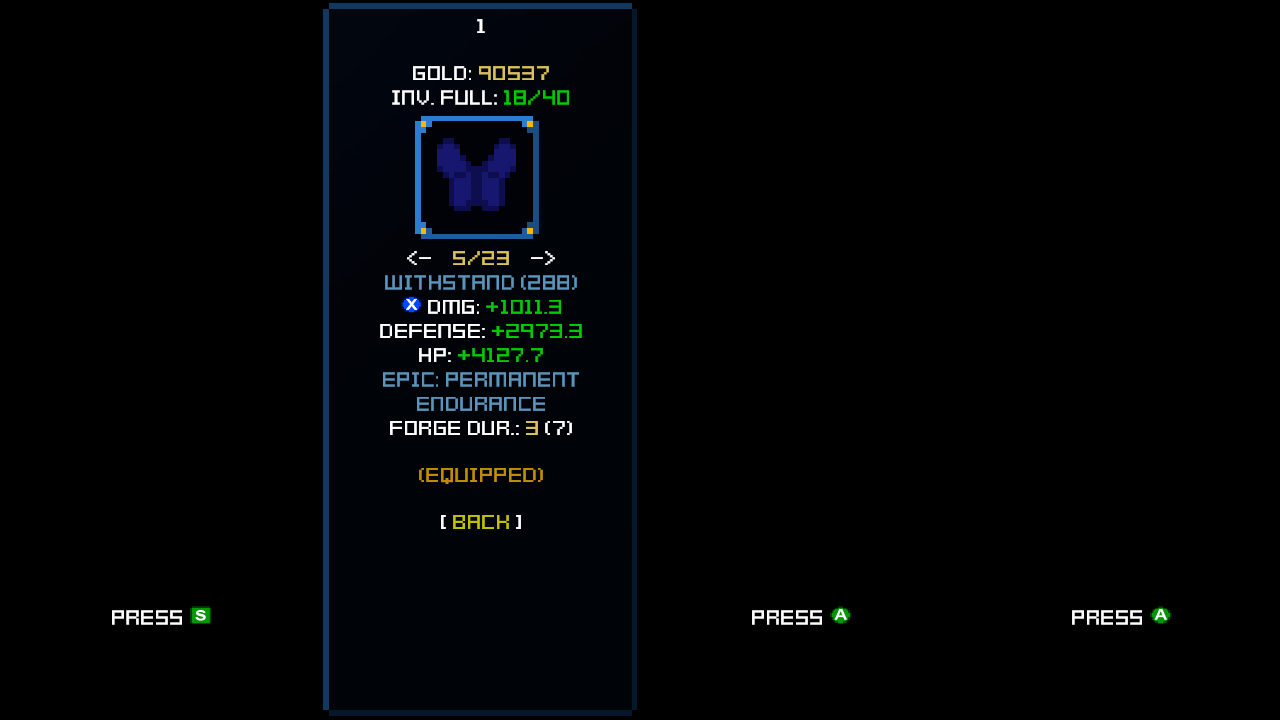 1
GOLD: 90537
INV. FULL: 18/40
<- 5/23 ->
WITHSTAND (288)
X DMG: +1011.3
DEFENSE: +2973.3
HP: +4127.7
EPIC: PERMANENT
ENDURANCE
FORGE DUR.: 3 (7)
(EQUIPPED)
[ BACK ]
PRESS S
PRESS A
PRESS A